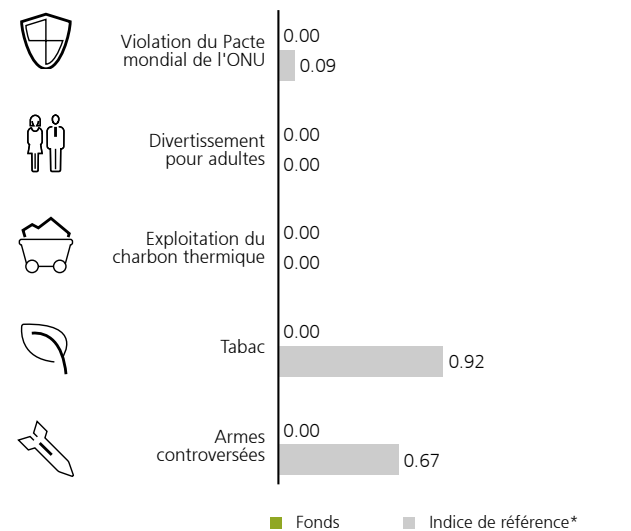 Violation du Pacte
mondial de l'ONU
0.00
0.09
Divertissement
pour adultes
0.00
0.00
Exploitation du
charbon thermique
0.00
0.00
Tabac
0.00
0.92
Armes
controversées
0.00
0.67
Fonds
Indice de référence*